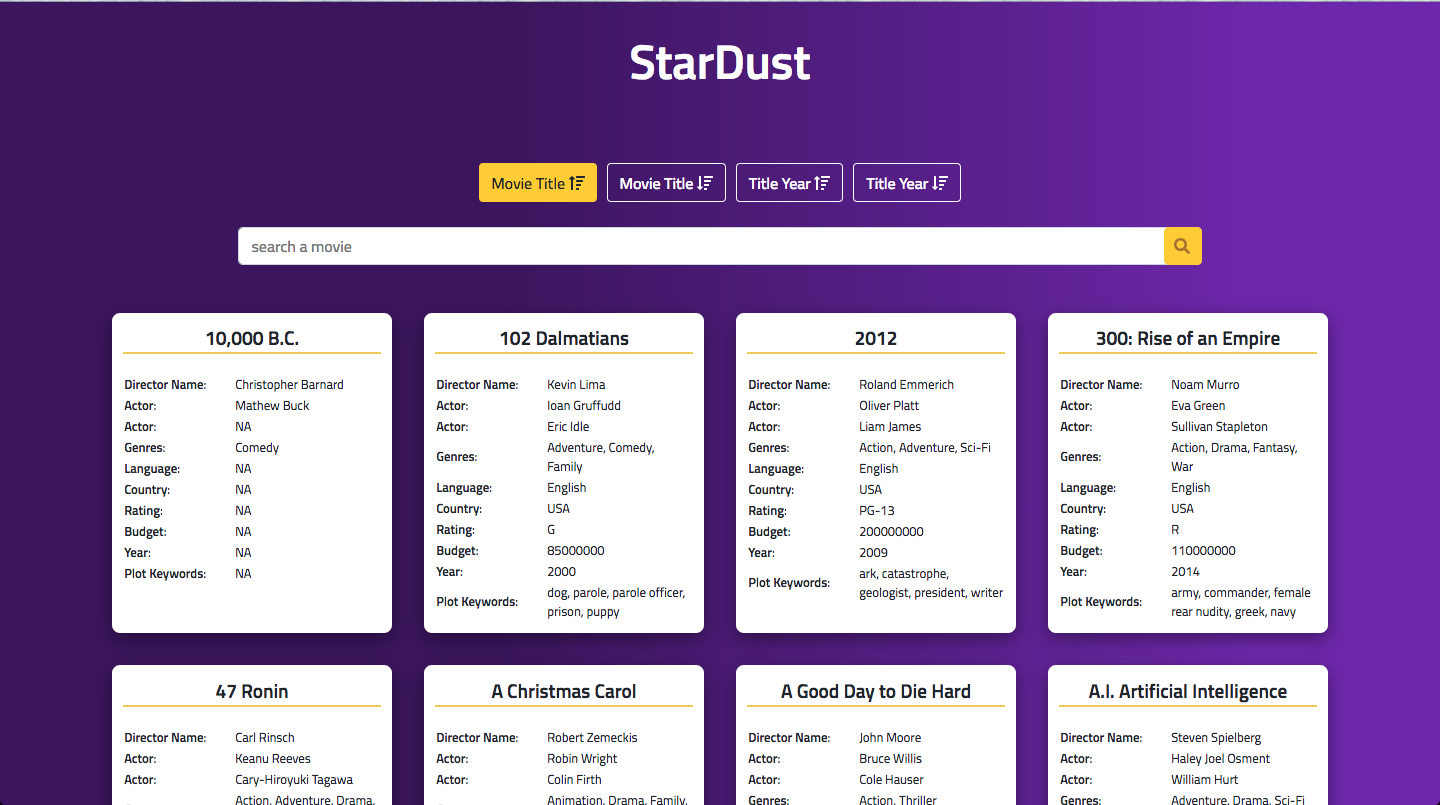 StarDust
Movie Title
Movie Title
Title Year
Title Year
search a movie
10,000 B.C.
Director Name: Christopher Barnard
Actor: Mathew Buck
Actor: NA
Genres: Comedy
Language: NA
Country: NA
Rating: NA
Budget: NA
Year: NA
Plot Keywords: NA
102 Dalmatians
Director Name: Kevin Lima
Actor: Ioan Gruffudd
Actor: Eric Idle
Genres: Adventure, Comedy,
Family
Language: English
Country: USA
Rating: G
Budget: 85000000
Year: 2000
Plot Keywords: dog, parole, parole officer,
prison, puppy
2012
Director Name: Roland Emmerich
Actor: Oliver Platt
Actor: Liam James
Genres: Action, Adventure, Sci-Fi
Language: English
Country: USA
Rating: PG-13
Budget: 200000000
Year: 2009
Plot Keywords: ark, catastrophe,
geologist, president, writer
300: Rise of an Empire
Director Name: Noam Murro
Actor: Eva Green
Actor: Sullivan Stapleton
Genres: Action, Drama, Fantasy,
War
Language: English
Country: USA
Rating: R
Budget: 110000000
Year: 2014
Plot Keywords: army, commander, female
rear nudity, greek, navy
47 Ronin
Director Name: Carl Rinsch
Actor: Keanu Reeves
Actor: Cary-Hiroyuki Tagawa
Action, Adventure, Drama,
A Christmas Carol
Director Name: Robert Zemeckis
Actor: Robin Wright
Actor: Colin Firth
Animation, Drama, Family,
A Good Day to Die Hard
Director Name: John Moore
Actor: Bruce Willis
Actor: Cole Hauser
Genres: Action, Thriller
A.I. Artificial Intelligence
Director Name: Steven Spielberg
Actor: Haley Joel Osment
Actor: William Hurt
Genres: Adventure, Drama, Sci-Fi